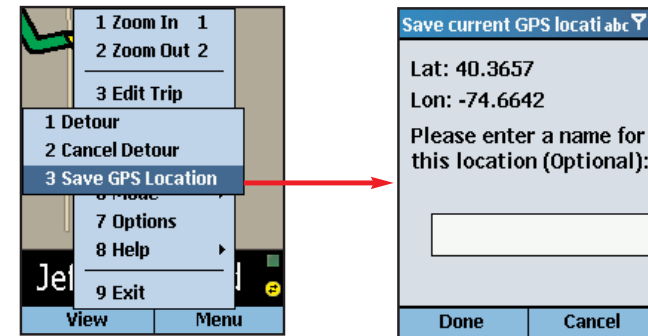 1 Zoom In 1
2 Zoom Out 2
3 Edit Trip
1 Detour
2 Cancel Detour
3 Save GPS Location
7 Options
8 Help
9 Exit
View Menu
Save current GPS locati abc
Lat: 40.3657
Lon: -74.6642
Please enter a name for
this location (Optional):
Done Cancel